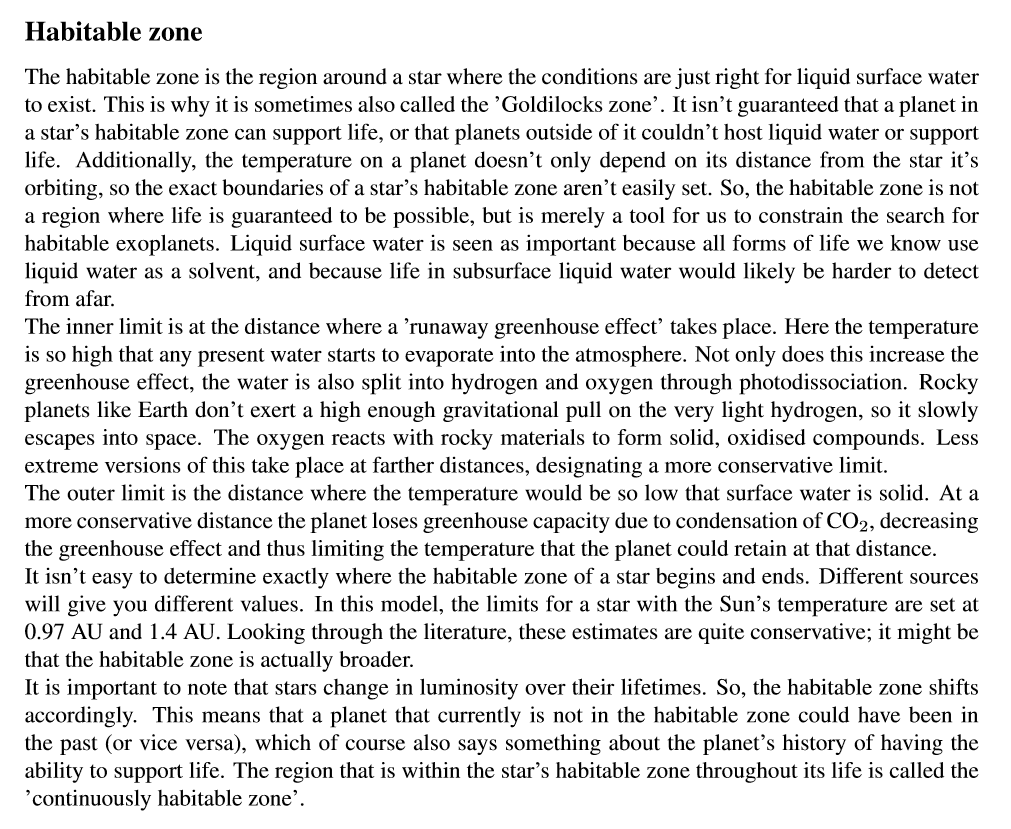 Habitable zone
The habitable zone is the region around a star where the conditions are just right for liquid surface water
to exist. This is why it is sometimes also called the ’Goldilocks zone’. It isn’t guaranteed that a planet in
a star’s habitable zone can support life, or that planets outside of it couldn’t host liquid water or support
life. Additionally, the temperature on a planet doesn’t only depend on its distance from the star it’s
orbiting, so the exact boundaries of a star’s habitable zone aren’t easily set. So, the habitable zone is not
a region where life is guaranteed to be possible, but is merely a tool for us to constrain the search for
habitable exoplanets. Liquid surface water is seen as important because all forms of life we know use
liquid water as a solvent, and because life in subsurface liquid water would likely be harder to detect
from afar.
The inner limit is at the distance where a ’runaway greenhouse effect’ takes place. Here the temperature
is so high that any present water starts to evaporate into the atmosphere. Not only does this increase the
greenhouse effect, the water is also split into hydrogen and oxygen through photodissociation. Rocky
planets like Earth don’t exert a high enough gravitational pull on the very light hydrogen, so it slowly
escapes into space. The oxygen reacts with rocky materials to form solid, oxidised compounds. Less
extreme versions of this take place at farther distances, designating a more conservative limit.
The outer limit is the distance where the temperature would be so low that surface water is solid. At a
more conservative distance the planet loses greenhouse capacity due to condensation of CO₂, decreasing
the greenhouse effect and thus limiting the temperature that the planet could retain at that distance.
It isn’t easy to determine exactly where the habitable zone of a star begins and ends. Different sources
will give you different values. In this model, the limits for a star with the Sun’s temperature are set at
0.97 AU and 1.4 AU. Looking through the literature, these estimates are quite conservative; it might be
that the habitable zone is actually broader.
It is important to note that stars change in luminosity over their lifetimes. So, the habitable zone shifts
accordingly. This means that a planet that currently is not in the habitable zone could have been in
the past (or vice versa), which of course also says something about the planet’s history of having the
ability to support life. The region that is within the star’s habitable zone throughout its life is called the
’continuously habitable zone’.